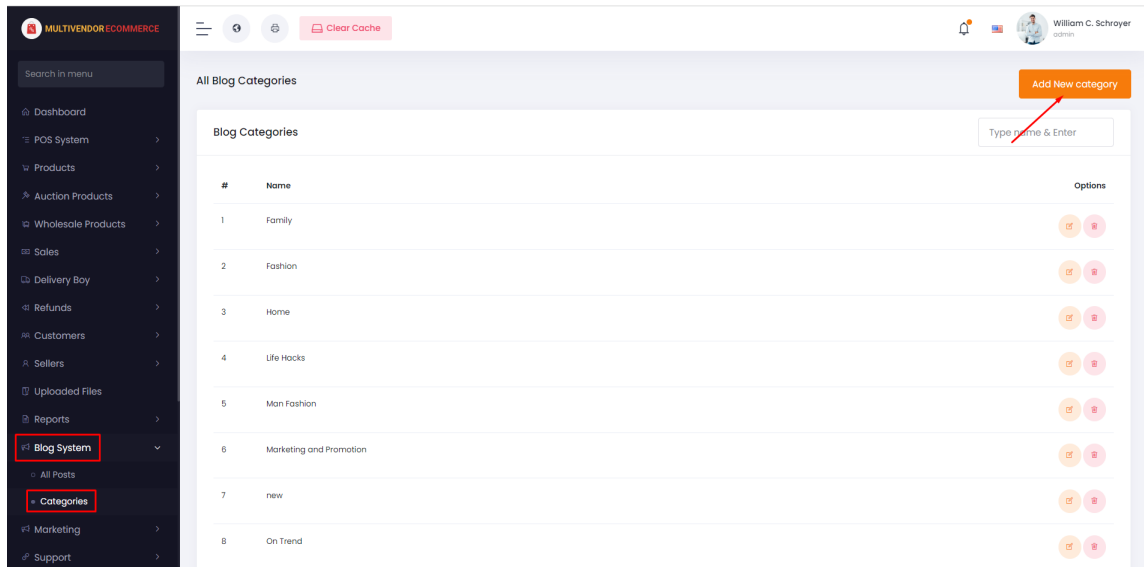 MULTIVENDOR ECOMMERCE
Clear Cache
William C. Schroyer
admin
Search in menu
Dashboard
POS System
Products
Auction Products
Wholesale Products
Sales
Delivery Boy
Refunds
Customers
Sellers
Uploaded Files
Reports
Blog System
All Posts
Categories
Marketing
Support
All Blog Categories
Add New category
Blog Categories
Type name & Enter
# Name Options
1 Family
2 Fashion
3 Home
4 Life Hacks
5 Man Fashion
6 Marketing and Promotion
7 new
8 On Trend